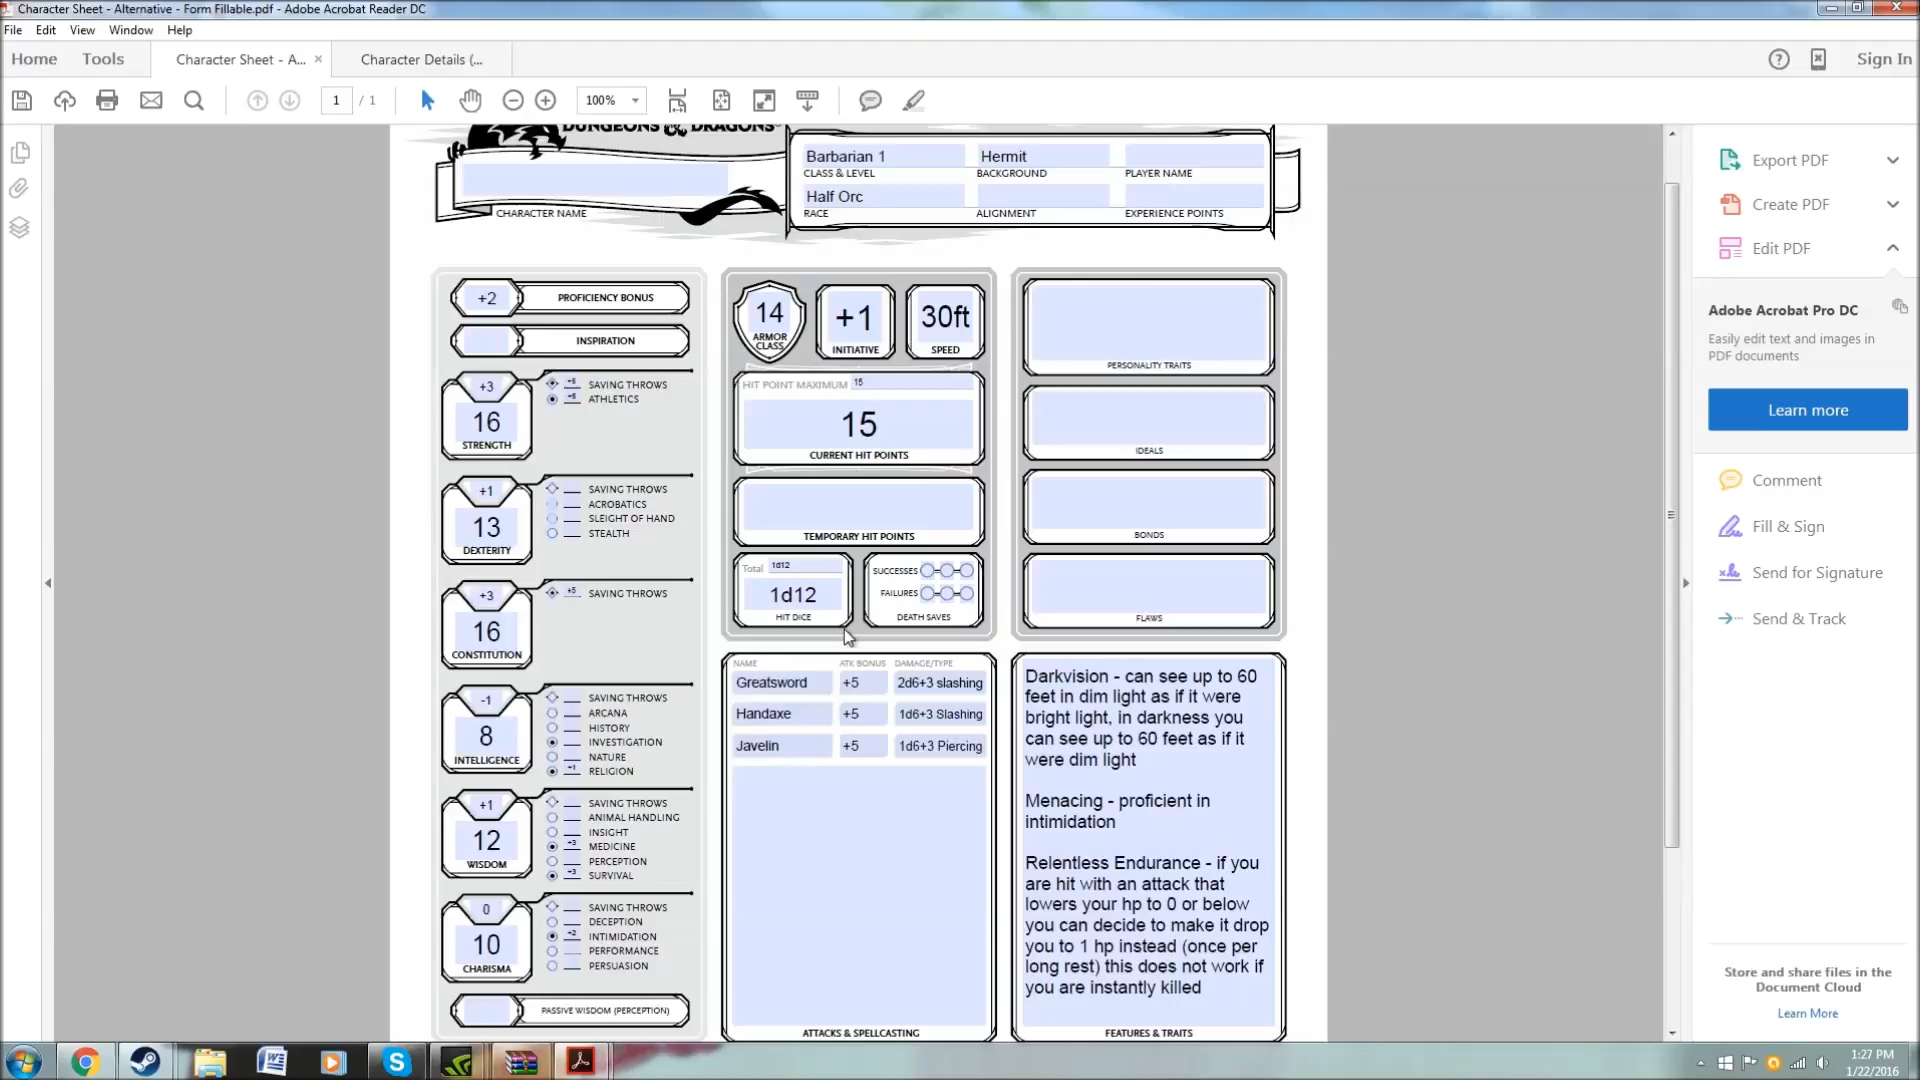 Character Sheet - Alternative - Form Fillable.pdf - Adobe Acrobat Reader DC
File Edit View Window Help
Home Tools Character Sheet - A... × Character Details (... Sign In
1 / 1 100%
DUNGEONS & DRAGONS
Barbarian 1 Hermit
CLASS & LEVEL BACKGROUND PLAYER NAME
Half Orc
RACE ALIGNMENT EXPERIENCE POINTS
CHARACTER NAME
+2 PROFICIENCY BONUS
INSPIRATION
+3
16
STRENGTH
+5 SAVING THROWS
+5 ATHLETICS
+1
13
DEXTERITY
SAVING THROWS
ACROBATICS
SLEIGHT OF HAND
STEALTH
+3
16
CONSTITUTION
+5 SAVING THROWS
-1
8
INTELLIGENCE
SAVING THROWS
ARCANA
HISTORY
INVESTIGATION
NATURE
+1 RELIGION
+1
12
WISDOM
SAVING THROWS
ANIMAL HANDLING
INSIGHT
+3 MEDICINE
PERCEPTION
+3 SURVIVAL
0
10
CHARISMA
SAVING THROWS
DECEPTION
+2 INTIMIDATION
PERFORMANCE
PERSUASION
PASSIVE WISDOM (PERCEPTION)
14
ARMOR
CLASS
+1
INITIATIVE
30ft
SPEED
HIT POINT MAXIMUM 15
15
CURRENT HIT POINTS
TEMPORARY HIT POINTS
Total 1d12
1d12
HIT DICE
SUCCESSES
FAILURES
DEATH SAVES
NAME ATK BONUS DAMAGE/TYPE
Greatsword +5 2d6+3 slashing
Handaxe +5 1d6+3 Slashing
Javelin +5 1d6+3 Piercing
ATTACKS & SPELLCASTING
PERSONALITY TRAITS
IDEALS
BONDS
FLAWS
Darkvision - can see up to 60
feet in dim light as if it were
bright light, in darkness you
can see up to 60 feet as if it
were dim light
Menacing - proficient in
intimidation
Relentless Endurance - if you
are hit with an attack that
lowers your hp to 0 or below
you can decide to make it drop
you to 1 hp instead (once per
long rest) this does not work if
you are instantly killed
FEATURES & TRAITS
Export PDF
Create PDF
Edit PDF
Adobe Acrobat Pro DC
Easily edit text and images in
PDF documents
Learn more
Comment
Fill & Sign
Send for Signature
Send & Track
Store and share files in the
Document Cloud
Learn More
1:27 PM
1/22/2016